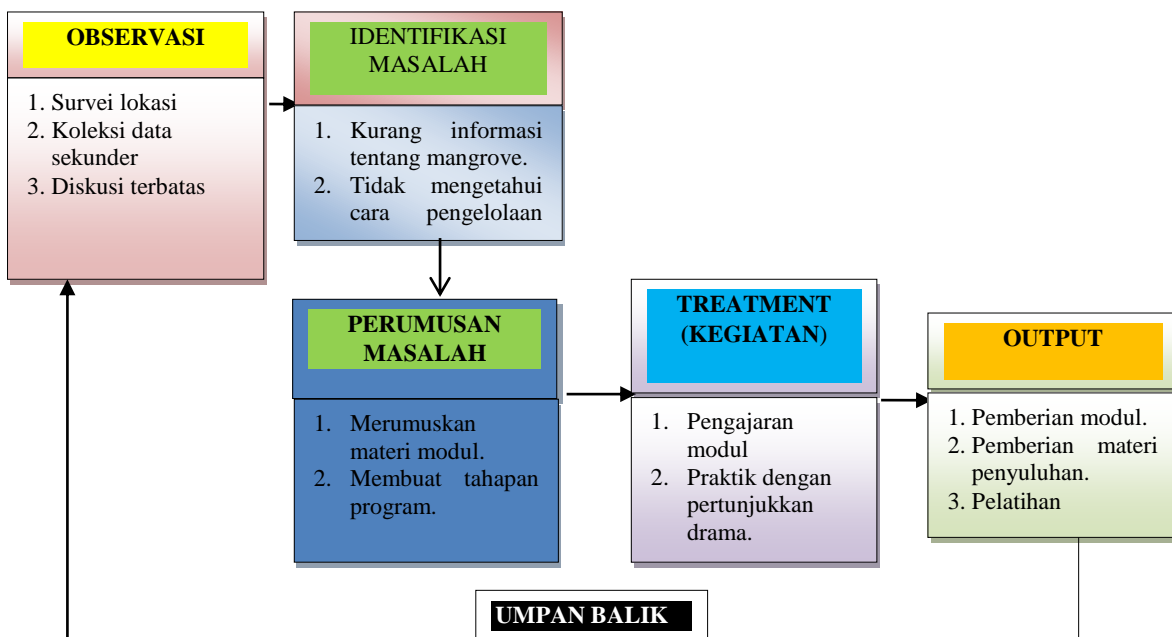 OBSERVASI
1. Survei lokasi
2. Koleksi data
sekunder
3. Diskusi terbatas
IDENTIFIKASI
MASALAH
1. Kurang informasi
tentang mangrove.
2. Tidak mengetahui
cara pengelolaan
PERUMUSAN
MASALAH
1. Merumuskan
materi modul.
2. Membuat tahapan
program.
TREATMENT
(KEGIATAN)
1. Pengajaran
modul
2. Praktik dengan
pertunjukkan
drama.
OUTPUT
1. Pemberian modul.
2. Pemberian materi
penyuluhan.
3. Pelatihan
UMPAN BALIK